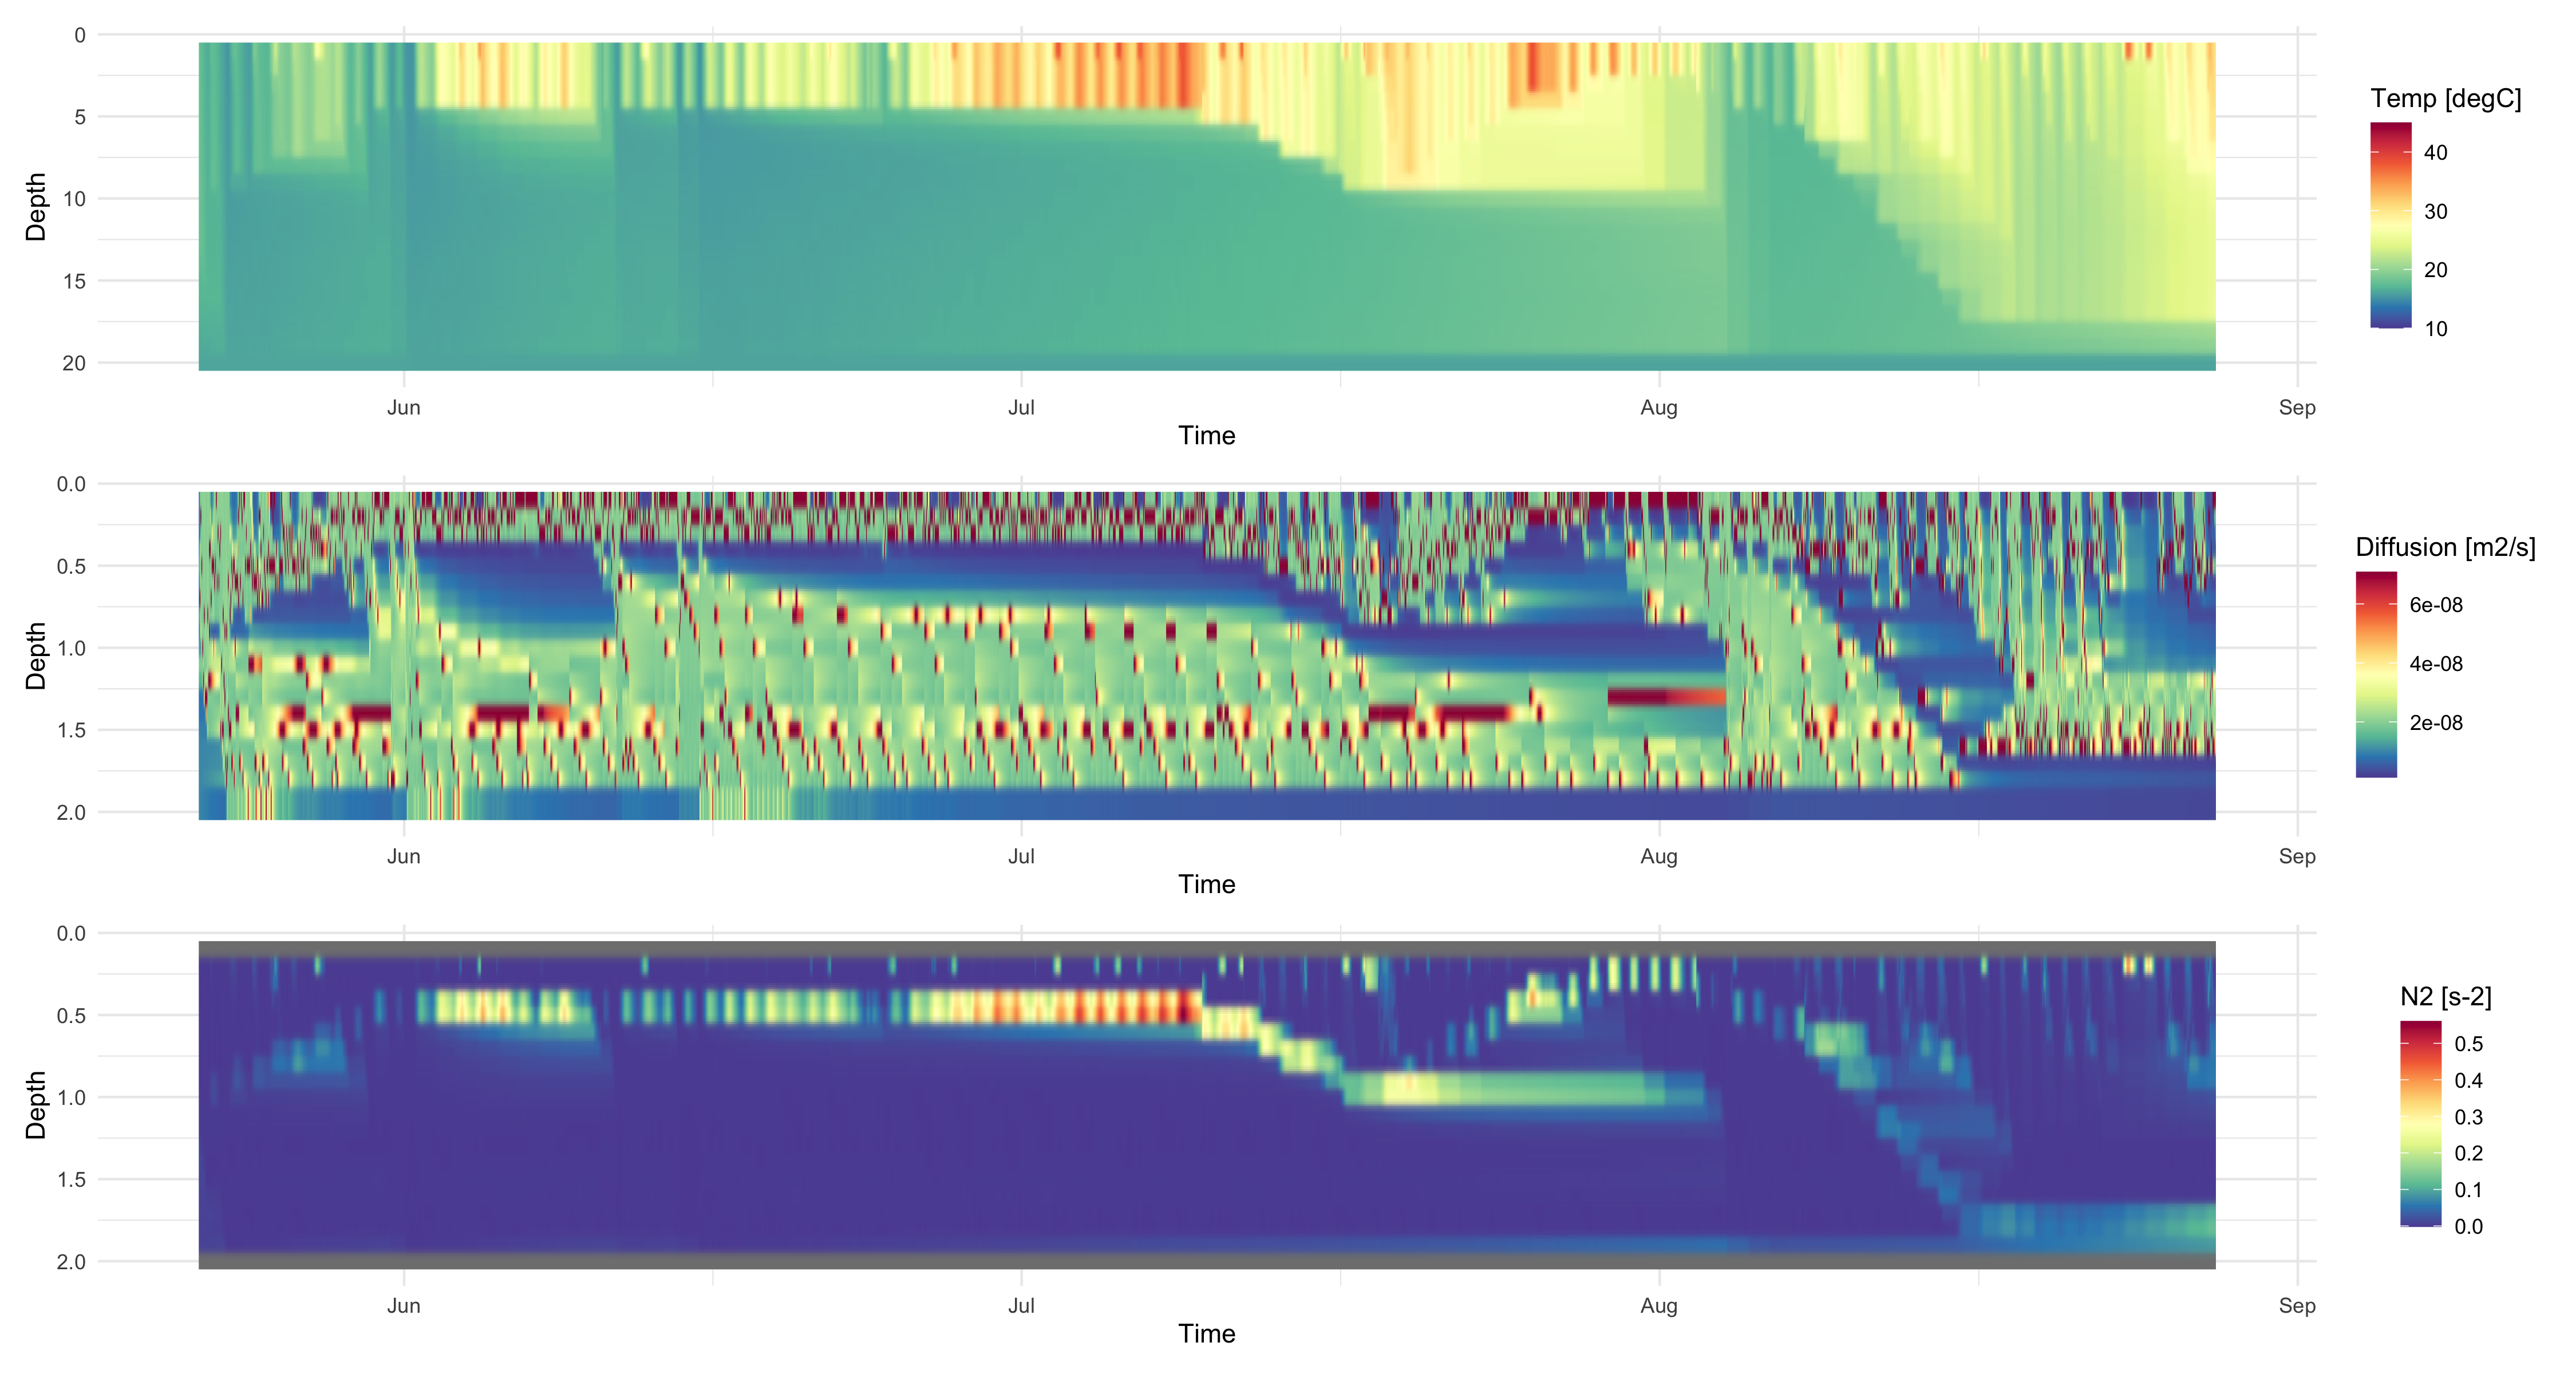 0
5
10
15
20
Depth
Jun
Jul
Aug
Sep
Time
Temp [degC]
40
30
20
10
0.0
0.5
1.0
1.5
2.0
Depth
Jun
Jul
Aug
Sep
Time
Diffusion [m2/s]
6e-08
4e-08
2e-08
0.0
0.5
1.0
1.5
2.0
Depth
Jun
Jul
Aug
Sep
Time
N2 [s-2]
0.5
0.4
0.3
0.2
0.1
0.0